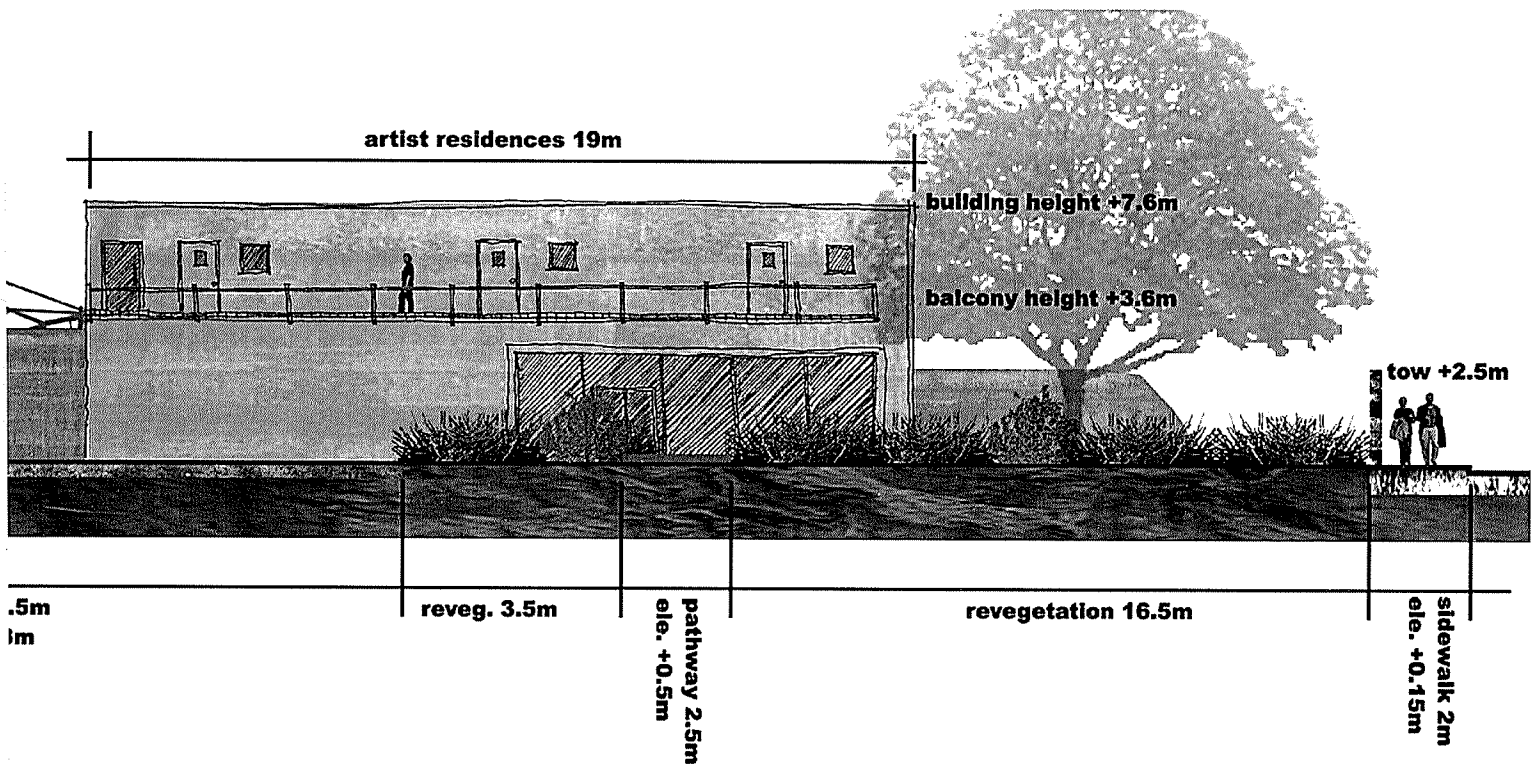 artist residences 19m
building height +7.6m
balcony height +3.6m
tow +2.5m
.5m
reveg. 3.5m
pathway 2.5m
ele. +0.5m
revegetation 16.5m
sidewalk 2m
ele. +0.15m